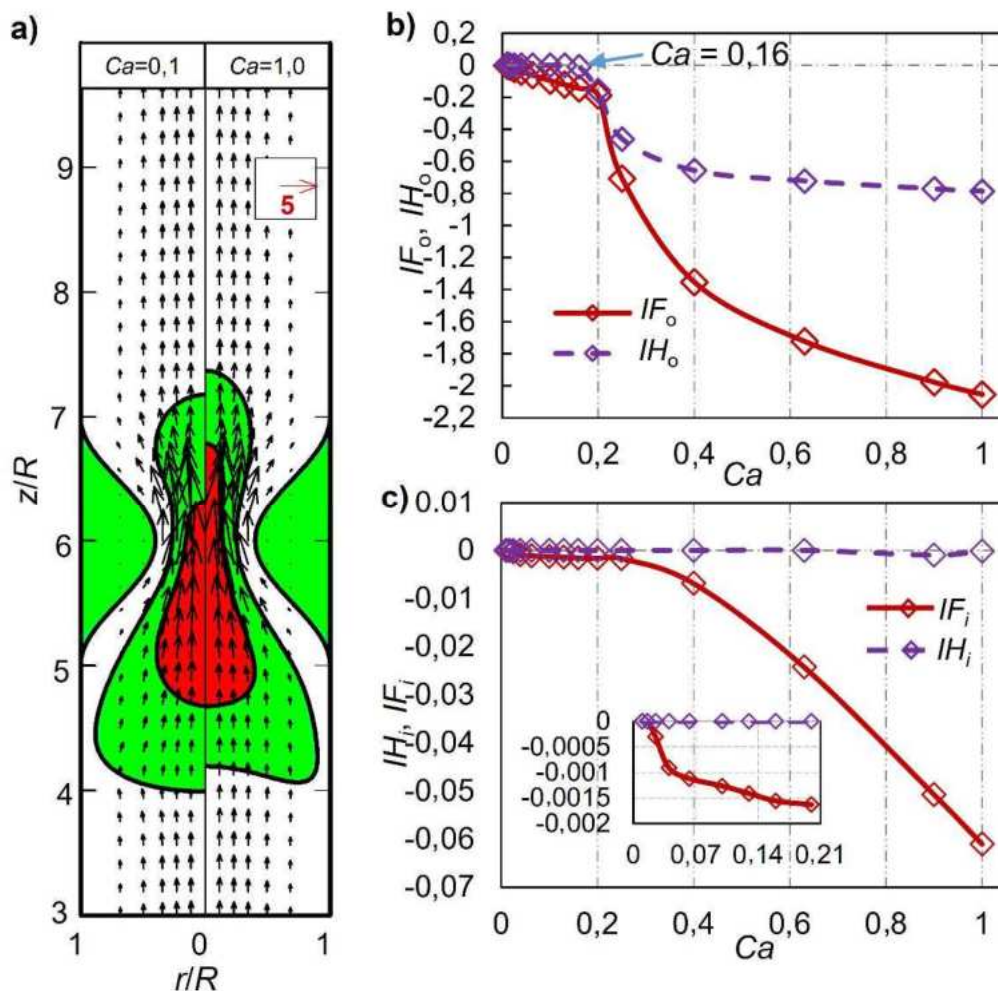 a)
Ca=0,1 Ca=1,0
5
9
8
7
6
5
4
3
z/R
1 0 1
r/R
b)
0,2
0
-0.2
-0.4
-0.6
-0.8
-1
-1.2
-1.4
-1.6
-1.8
-2
-2,2
IFo, IHo
Ca = 0,16
IFo
IHo
0 0,2 0,4 0,6 0,8 1
Ca
c)
0.01
0
-0,01
-0,02
-0,03
-0,04
-0,05
-0,06
-0,07
IHi, IFi
IFi
IHi
0
-0,0005
-0,001
-0,0015
-0,002
0 0,07 0,14 0,21
0 0,2 0,4 0,6 0,8 1
Ca